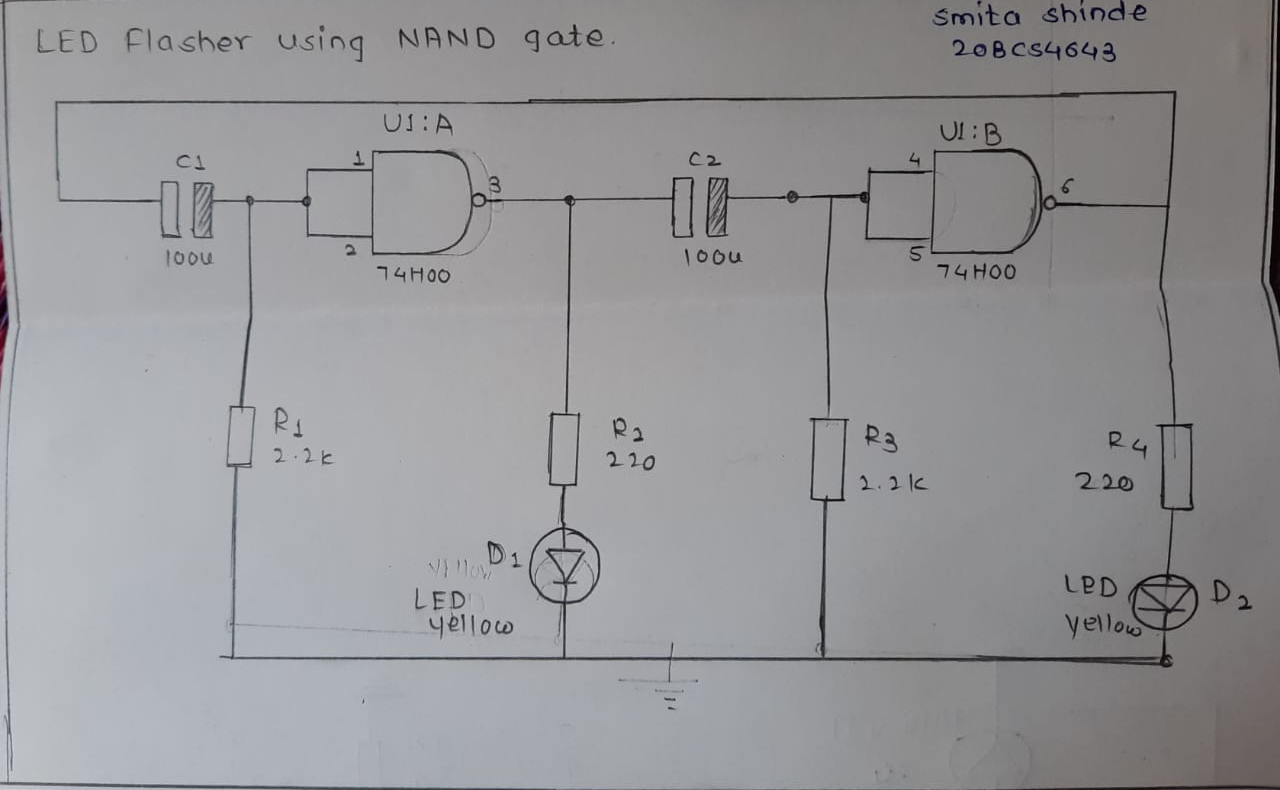 smita shinde
LED flasher using NAND gate.
20BCS4643
U1:A
U1:B
C1
1
3
C2
4
6
100u
2
100u
5
74H00
74H00
R1
2.2k
R2
220
R3
2.2K
R4
220
yellow
D1
LED
yellow
LED
yellow
D2